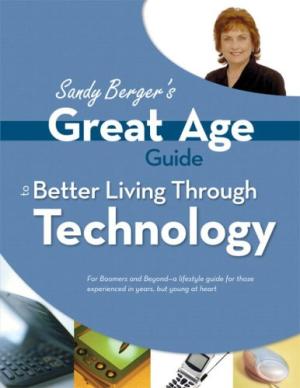 Sandy Berger's
Great Age
Guide
to Better Living Through
Technology
For Boomers and Beyond–a lifestyle guide for those
experienced in years, but young at heart